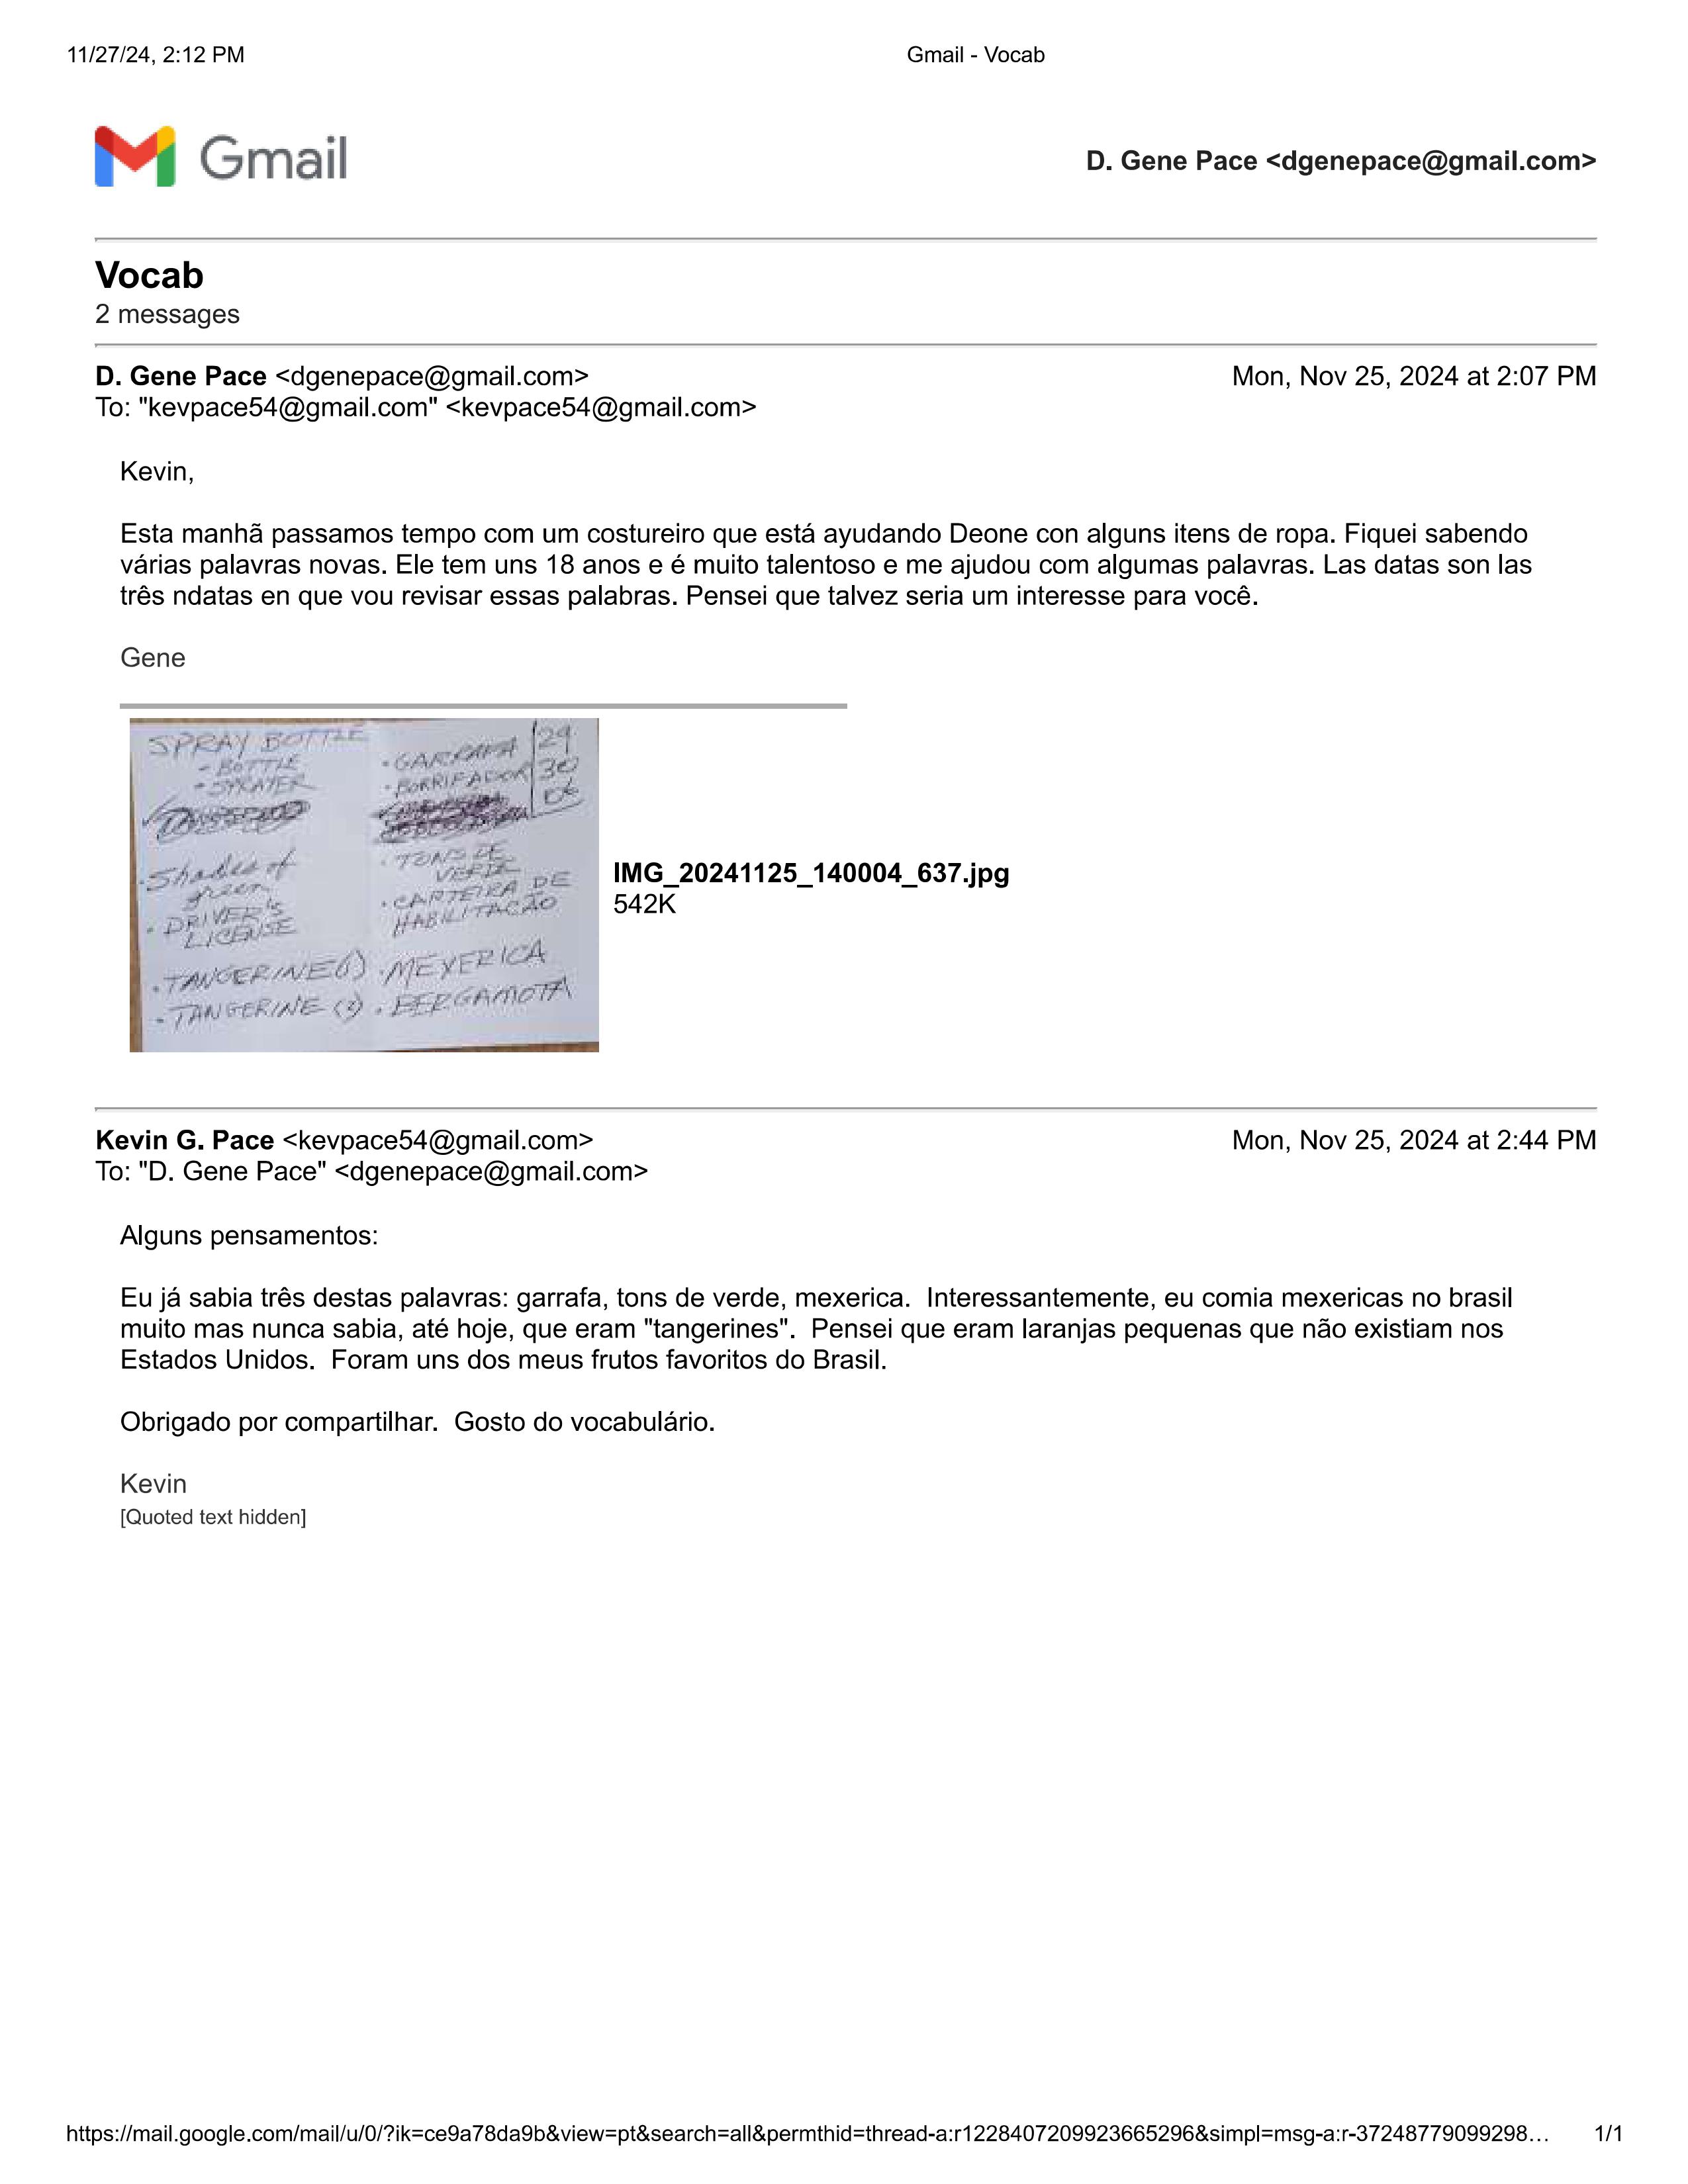 11/27/24, 2:12 PM Gmail - Vocab
Gmail D. Gene Pace <dgenepace@gmail.com>
Vocab
2 messages
D. Gene Pace <dgenepace@gmail.com> Mon, Nov 25, 2024 at 2:07 PM
To: "kevpace54@gmail.com" <kevpace54@gmail.com>
Kevin,
Esta manhã passamos tempo com um costureiro que está ayudando Deone con alguns itens de ropa. Fiquei sabendo
várias palavras novas. Ele tem uns 18 anos e é muito talentoso e me ajudou com algumas palavras. Las datas son las
três ndatas en que vou revisar essas palabras. Pensei que talvez seria um interesse para você.
Gene
SPRAY BOTTLE
- BOTTLE • GARRAFA 29
• SPRAYER • BORRIFADOR 30
06
• Shades of • TONS DE
green VERDE
• DRIVER's • CARTEIRA DE
LICENSE HABILITAÇÃO
• TANGERINE (1) • MEXERICA
• TANGERINE (2) • BERGAMOTA
IMG_20241125_140004_637.jpg
542K
Kevin G. Pace <kevpace54@gmail.com> Mon, Nov 25, 2024 at 2:44 PM
To: "D. Gene Pace" <dgenepace@gmail.com>
Alguns pensamentos:
Eu já sabia três destas palavras: garrafa, tons de verde, mexerica.  Interessantemente, eu comia mexericas no brasil
muito mas nunca sabia, até hoje, que eram "tangerines".  Pensei que eram laranjas pequenas que não existiam nos
Estados Unidos.  Foram uns dos meus frutos favoritos do Brasil.
Obrigado por compartilhar.  Gosto do vocabulário.
Kevin
[Quoted text hidden]
https://mail.google.com/mail/u/0/?ik=ce9a78da9b&view=pt&search=all&permthid=thread-a:r1228407209923665296&simpl=msg-a:r-37248779099298… 1/1